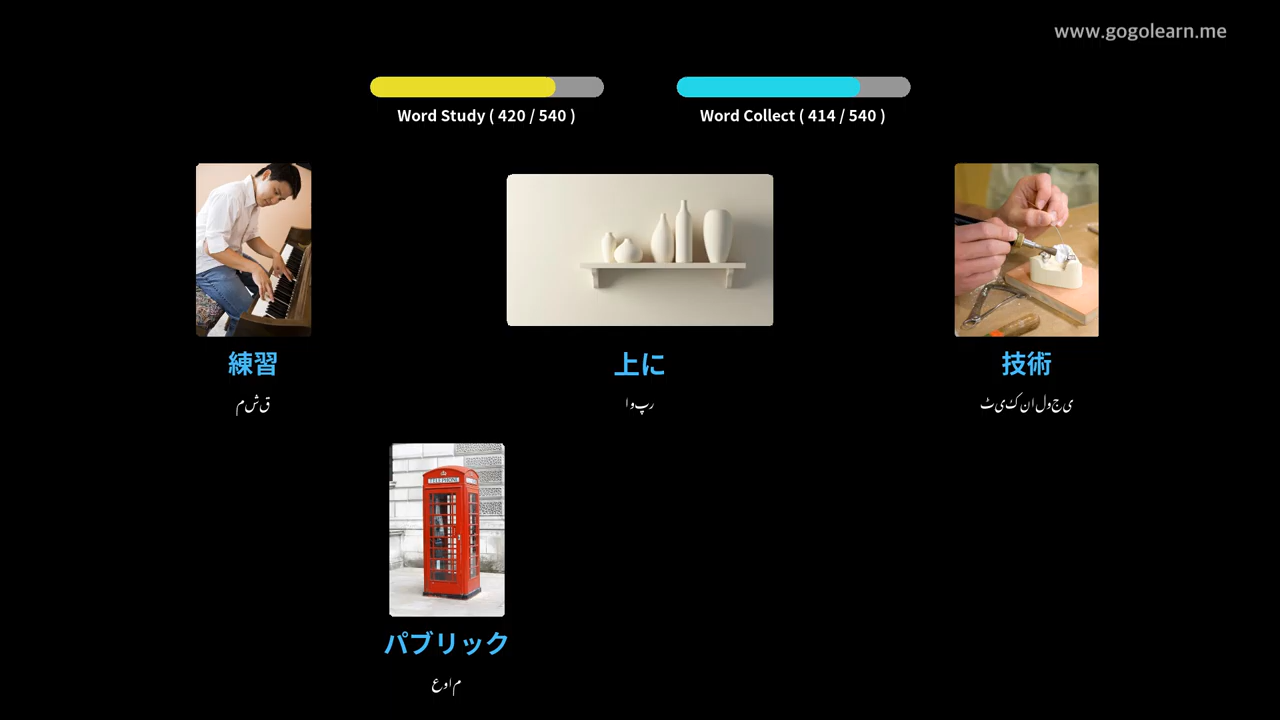 www.gogolearn.me
Word Study ( 420 / 540 )
Word Collect ( 414 / 540 )
練習
مشق
上に
اوپر
技術
ٹیکنالوجی
TELEPHONE
パブリック
عوام